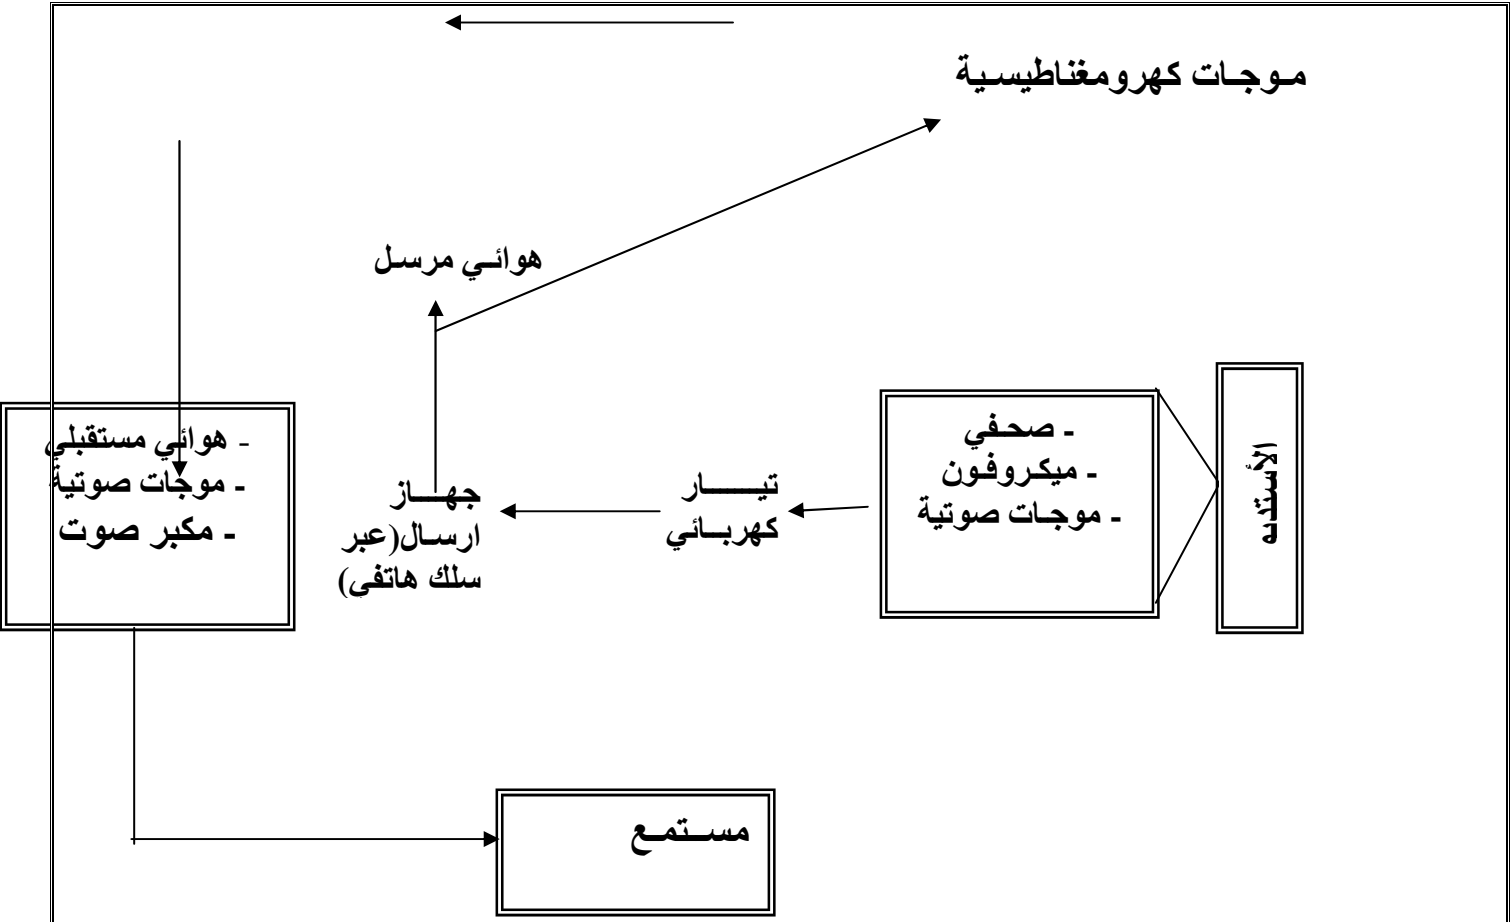 موجات كهرومغناطيسية
هوائي مرسل
- صحفي
- ميكروفون
- موجات صوتية
تيار
كهربائي
جهاز
ارسال(عبر
سلك هاتفي)
- هوائي مستقبلي
- موجات صوتية
- مكبر صوت
مستمع